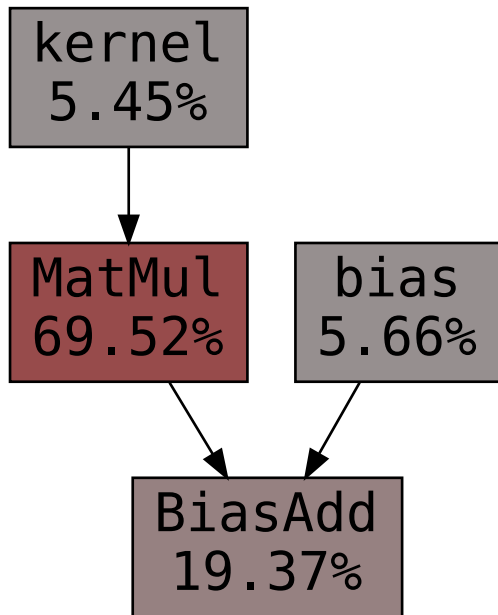 kernel
5.45%
MatMul
69.52%
bias
5.66%
BiasAdd
19.37%